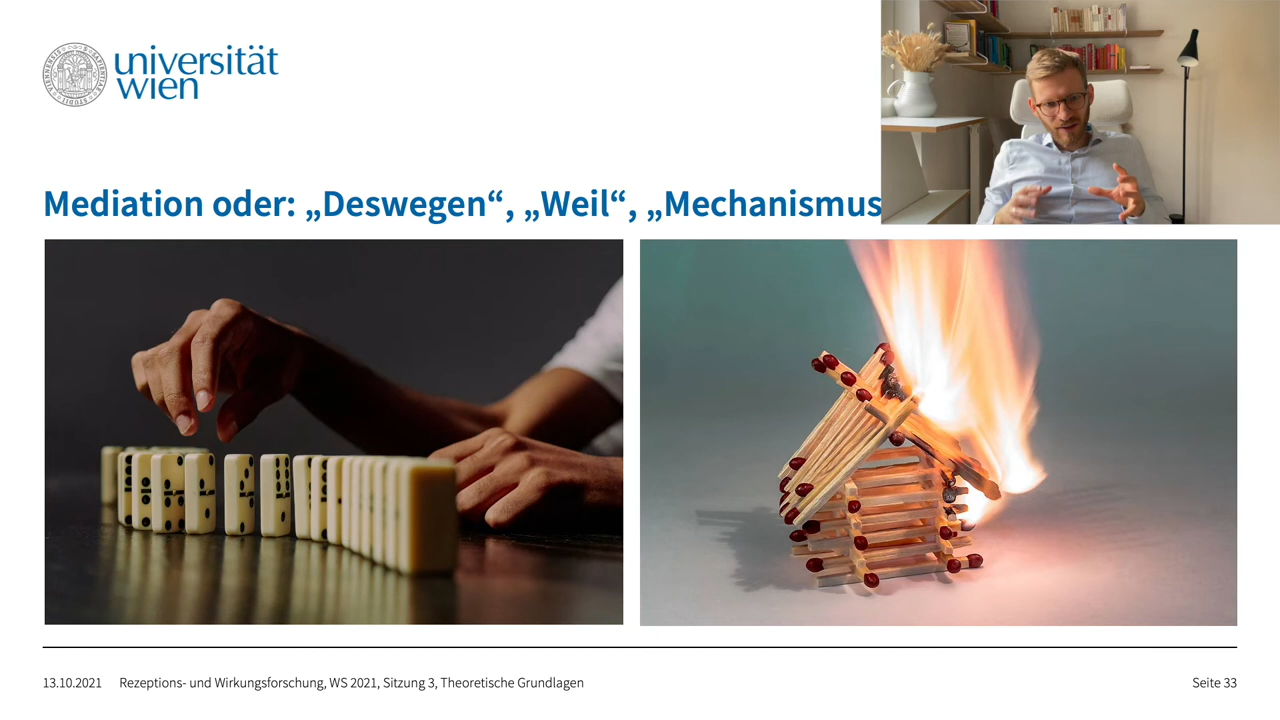 universität
wien
Mediation oder: „Deswegen“, „Weil“, „Mechanismus
13.10.2021 Rezeptions- und Wirkungsforschung, WS 2021, Sitzung 3, Theoretische Grundlagen Seite 33